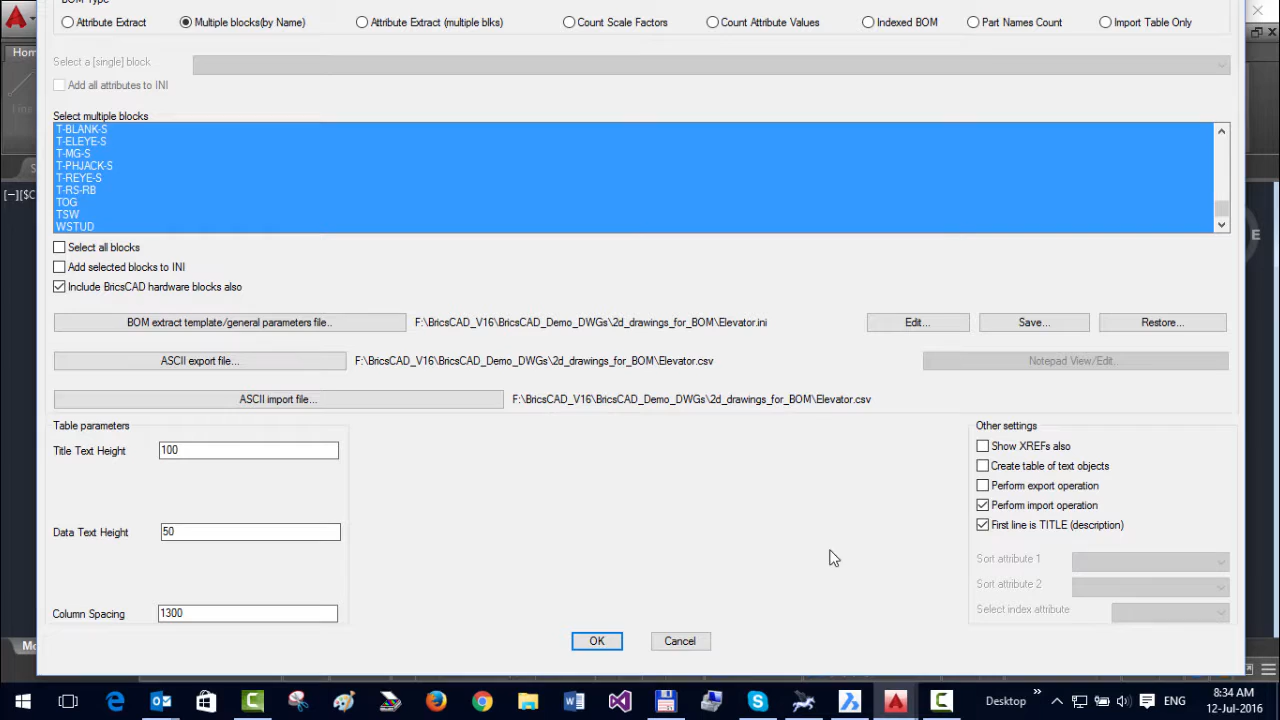 BOM Type
Attribute Extract Multiple blocks(by Name) Attribute Extract (multiple blks) Count Scale Factors Count Attribute Values Indexed BOM Part Names Count Import Table Only
Hom
Select a [single] block
Add all attributes to INI
Line
Select multiple blocks
T-BLANK-S
T-ELEYE-S
T-MG-S
T-PHJACK-S
T-REYE-S
T-RS-RB
TOG
TSW
WSTUD
S
[−][$C
E
Select all blocks
Add selected blocks to INI
Include BricsCAD hardware blocks also
BOM extract template/general parameters file.. F:\BricsCAD_V16\BricsCAD_Demo_DWGs\2d_drawings_for_BOM\Elevator.ini Edit... Save... Restore...
ASCII export file... F:\BricsCAD_V16\BricsCAD_Demo_DWGs\2d_drawings_for_BOM\Elevator.csv Notepad View/Edit..
ASCII import file... F:\BricsCAD_V16\BricsCAD_Demo_DWGs\2d_drawings_for_BOM\Elevator.csv
Table parameters Other settings
Title Text Height 100 Show XREFs also
Create table of text objects
Perform export operation
Perform import operation
Data Text Height 50 First line is TITLE (description)
Sort attribute 1
Sort attribute 2
Column Spacing 1300 Select index attribute
OK Cancel
Mo
Desktop ENG 8:34 AM
12-Jul-2016